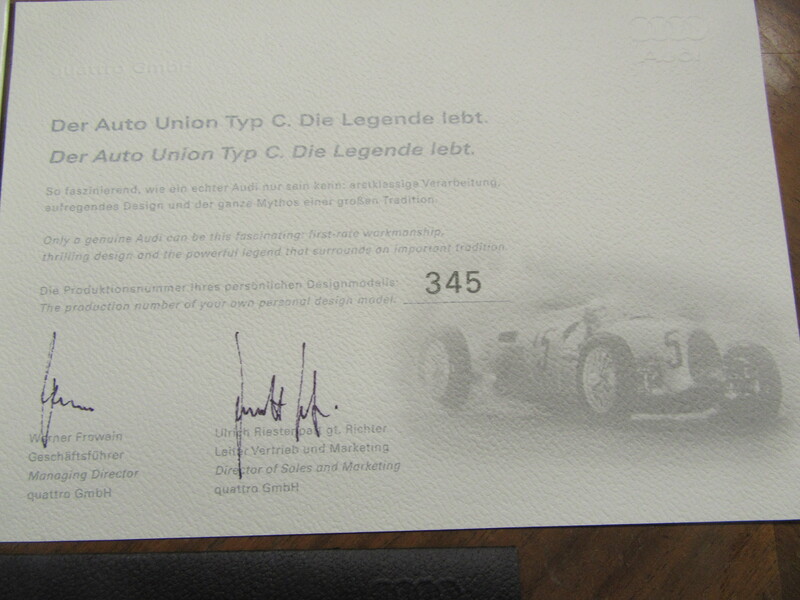 quattro GmbH
Audi
Der Auto Union Typ C. Die Legende lebt.
Der Auto Union Typ C. Die Legende lebt.
So faszinierend, wie ein echter Audi nur sein kann: erstklassige Verarbeitung,
aufregendes Design und der ganze Mythos einer großen Tradition.
Only a genuine Audi can be this fascinating: first-rate workmanship,
thrilling design and the powerful legend that surrounds an important tradition.
Die Produktionsnummer Ihres persönlichen Designmodells:
345
The production number of your own personal design model:
5
5
Werner Frowein
Geschäftsführer
Managing Director
quattro GmbH
Ulrich gt. Richter
Leiter Vertrieb und Marketing
Director of Sales and Marketing
quattro GmbH